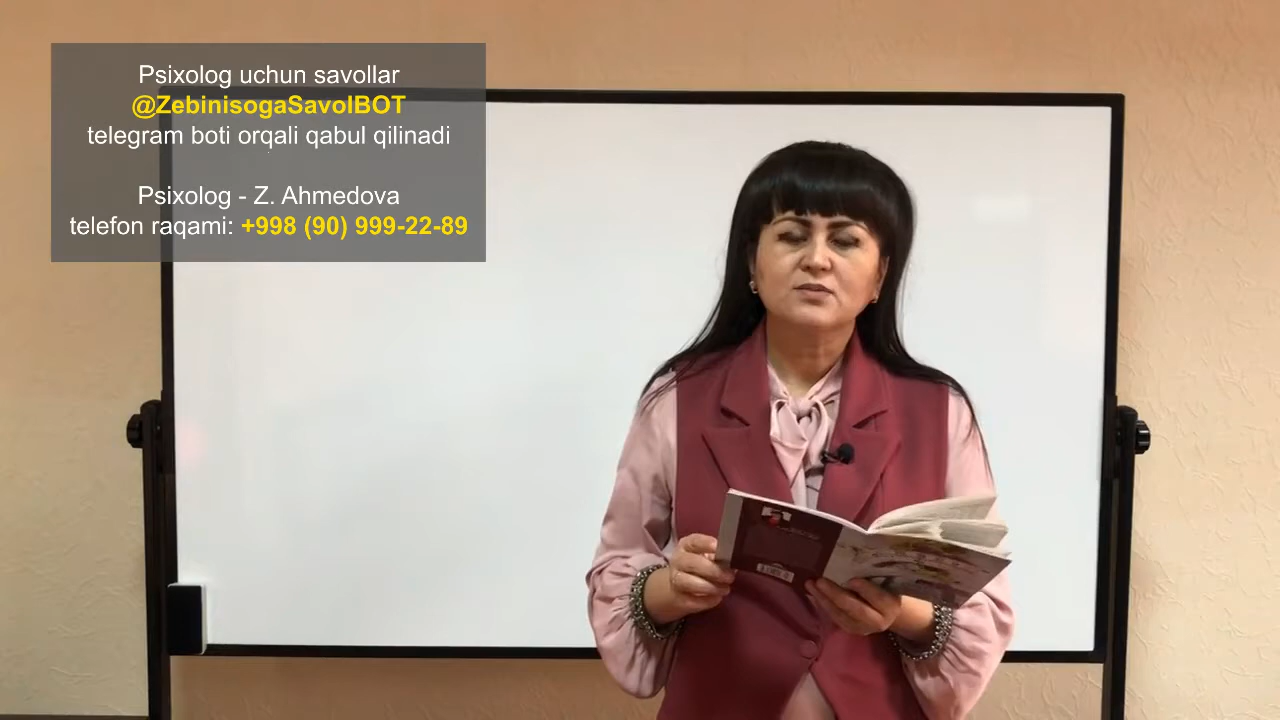 Psixolog uchun savollar
@ZebinisogaSavolBOT
telegram boti orqali qabul qilinadi
Psixolog - Z. Ahmedova
telefon raqami: +998 (90) 999-22-89